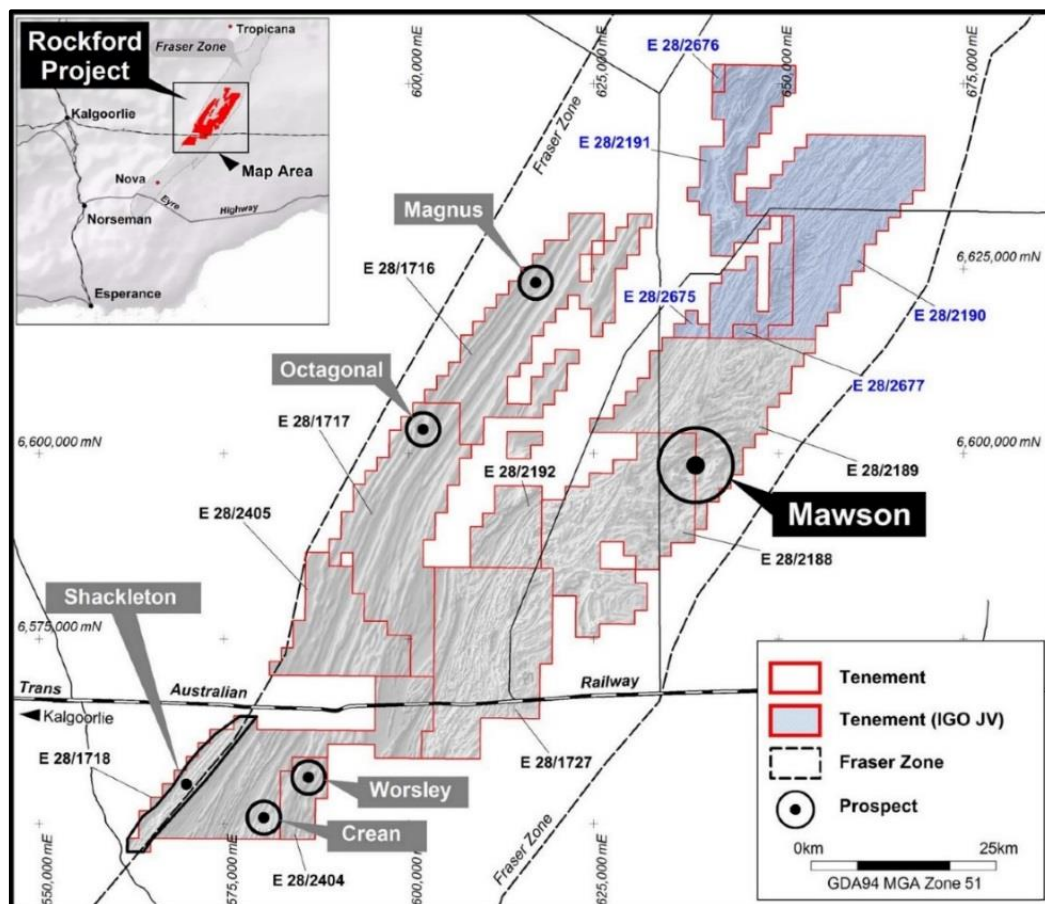 Tropicana
Fraser Zone
Rockford
Project
Kalgoorlie
Map Area
Nova
Eyre
Highway
Norseman
Esperance
600,000 mE
625,000 mE
650,000 mE
675,000 mE
E 28/2676
Fraser Zone
E 28/2191
Magnus
E 28/1716
6,625,000 mN
E 28/2675
E 28/2190
Octagonal
E 28/2677
E 28/1717
6,600,000 mN
6,600,000 mN
E 28/2192
E 28/2189
Mawson
E 28/2405
E 28/2188
Shackleton
6,575,000 mN
Trans Australian Railway
Kalgoorlie
E 28/1718
E 28/1727
Worsley
Crean
E 28/2404
Fraser Zone
550,000 mE
575,000 mE
600,000 mE
625,000 mE
Tenement
Tenement (IGO JV)
Fraser Zone
Prospect
0km 25km
GDA94 MGA Zone 51